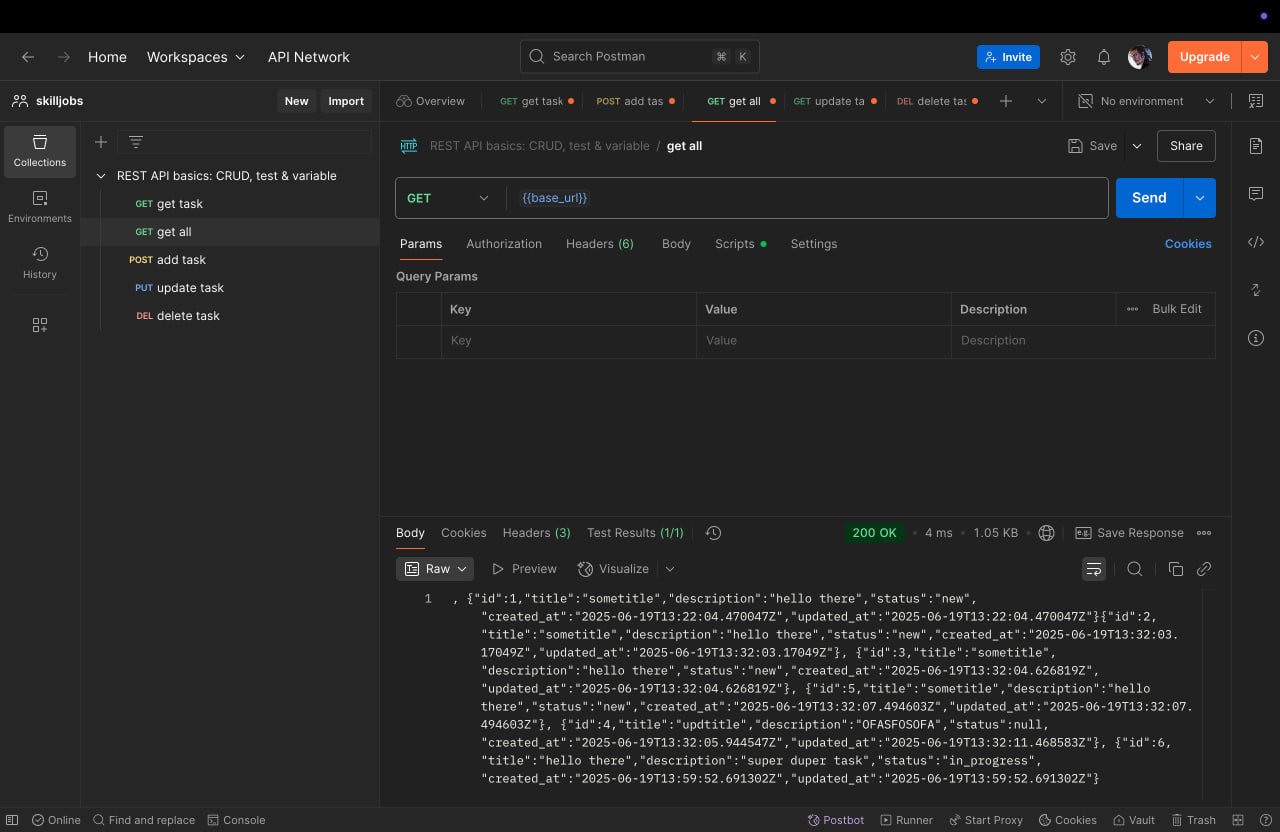 Home Workspaces API Network Search Postman ⌘ K Invite Upgrade
skilljobs New Import Overview GET get task POST add tas GET get all GET update ta DEL delete tas No environment
Collections
Environments
History
REST API basics: CRUD, test & variable
GET get task
GET get all
POST add task
PUT update task
DEL delete task
HTTP REST API basics: CRUD, test & variable / get all Save Share
GET {{base_url}} Send
Params Authorization Headers (6) Body Scripts Settings Cookies
Query Params
Key Value Description Bulk Edit
Key Value Description
Body Cookies Headers (3) Test Results (1/1) 200 OK 4 ms 1.05 KB e.g. Save Response
Raw Preview Visualize
1 , {"id":1,"title":"sometitle","description":"hello there","status":"new",
"created_at":"2025-06-19T13:22:04.470047Z","updated_at":"2025-06-19T13:22:04.470047Z"}{"id":2,
"title":"sometitle","description":"hello there","status":"new","created_at":"2025-06-19T13:32:03.
17049Z","updated_at":"2025-06-19T13:32:03.17049Z"}, {"id":3,"title":"sometitle",
"description":"hello there","status":"new","created_at":"2025-06-19T13:32:04.626819Z",
"updated_at":"2025-06-19T13:32:04.626819Z"}, {"id":5,"title":"sometitle","description":"hello
there","status":"new","created_at":"2025-06-19T13:32:07.494603Z","updated_at":"2025-06-19T13:32:07.
494603Z"}, {"id":4,"title":"updtitle","description":"OFASFOSOFA","status":null,
"created_at":"2025-06-19T13:32:05.944547Z","updated_at":"2025-06-19T13:32:11.468583Z"}, {"id":6,
"title":"hello there","description":"super duper task","status":"in_progress",
"created_at":"2025-06-19T13:59:52.691302Z","updated_at":"2025-06-19T13:59:52.691302Z"}
Online Find and replace Console Postbot Runner Start Proxy Cookies Vault Trash